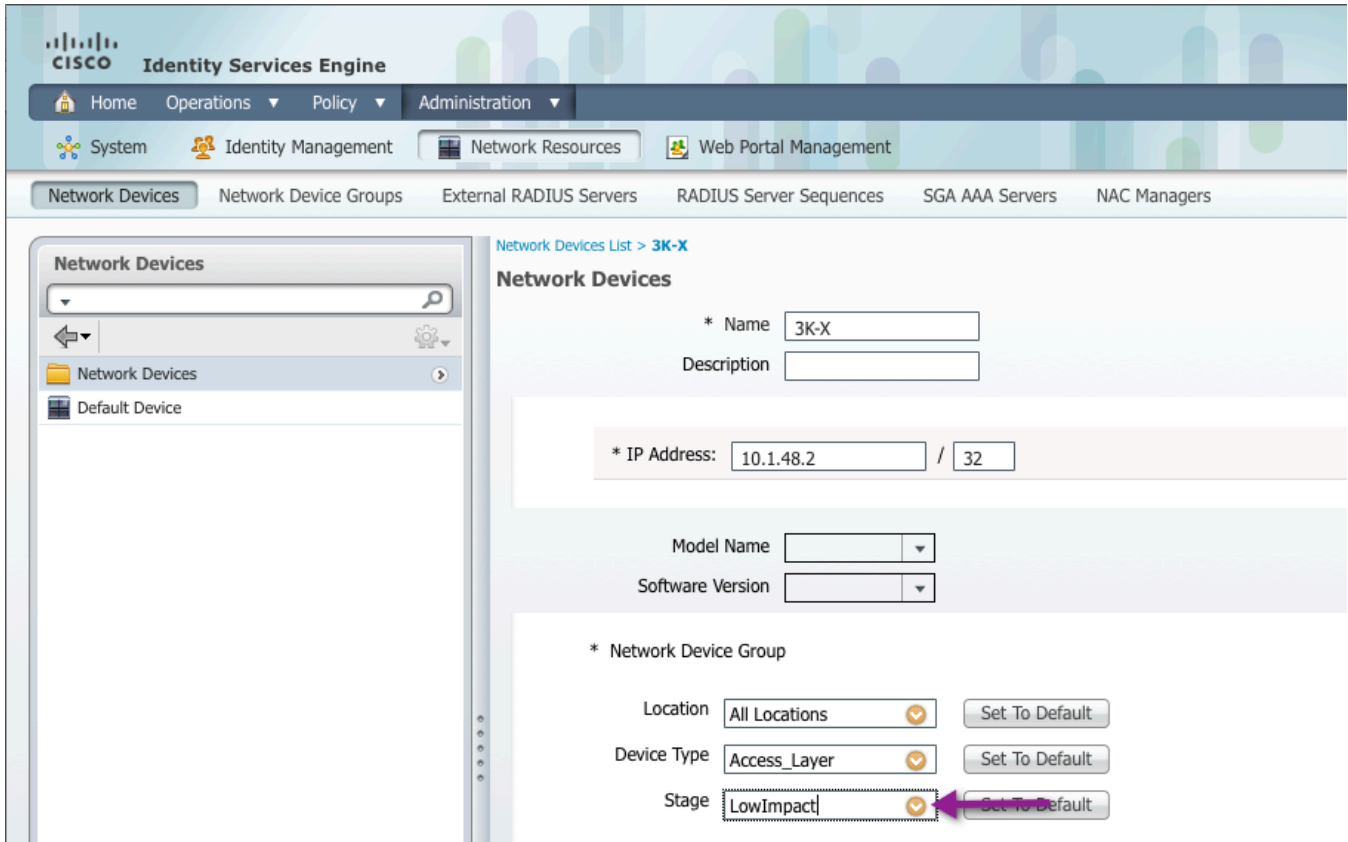 CISCO Identity Services Engine
Home Operations Policy Administration
System Identity Management Network Resources Web Portal Management
Network Devices Network Device Groups External RADIUS Servers RADIUS Server Sequences SGA AAA Servers NAC Managers
Network Devices
Network Devices
Default Device
Network Devices List > 3K-X
Network Devices
* Name 3K-X
Description
* IP Address: 10.1.48.2 / 32
Model Name
Software Version
* Network Device Group
Location All Locations Set To Default
Device Type Access_Layer Set To Default
Stage LowImpact Set To Default